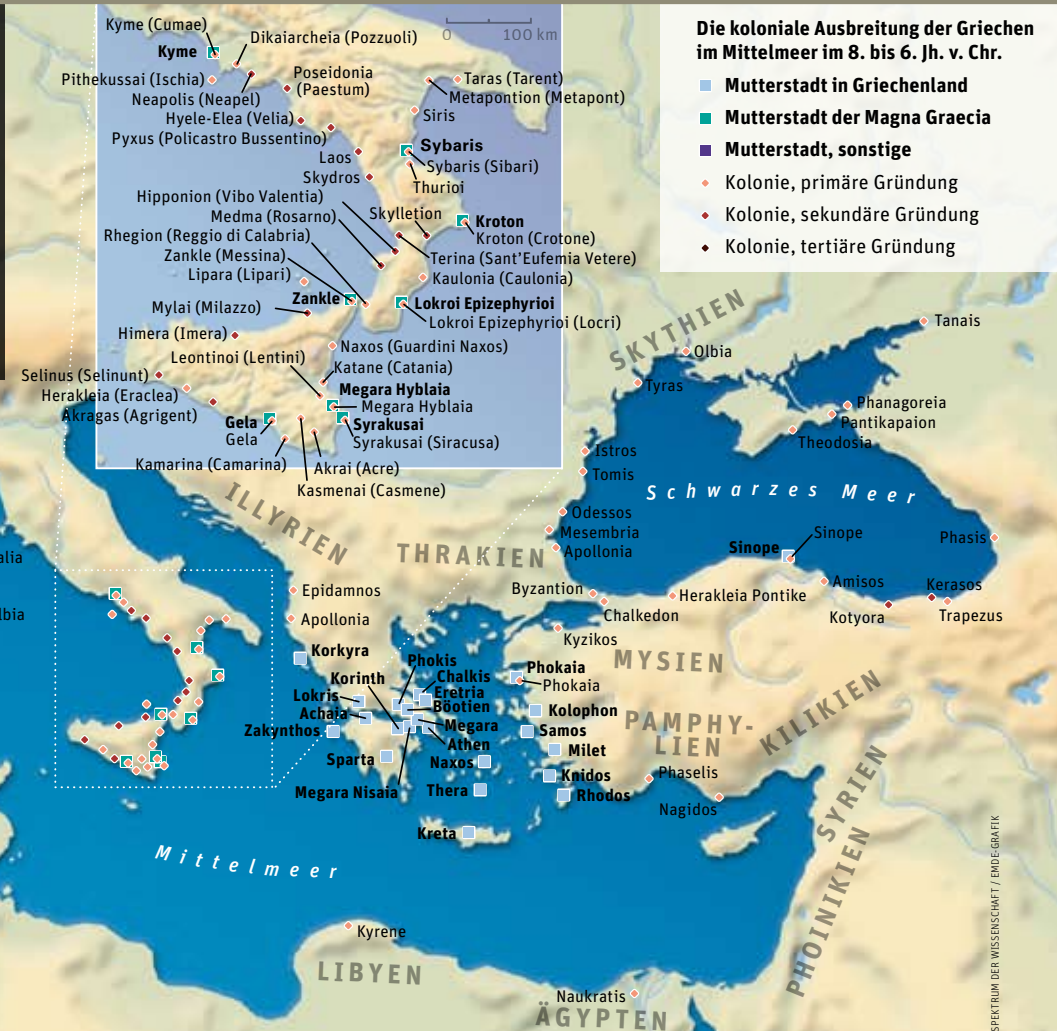 Die koloniale Ausbreitung der Griechen
im Mittelmeer im 8. bis 6. Jh. v. Chr.
Mutterstadt in Griechenland
Mutterstadt der Magna Graecia
Mutterstadt, sonstige
Kolonie, primäre Gründung
Kolonie, sekundäre Gründung
Kolonie, tertiäre Gründung
0 100 km
Kyme (Cumae)
Dikaiarcheia (Pozzuoli)
Kyme
Pithekussai (Ischia)
Poseidonia
(Paestum)
Taras (Tarent)
Neapolis (Neapel)
Metapontion (Metapont)
Hyele-Elea (Velia)
Siris
Pyxus (Policastro Bussentino)
Sybaris
Laos
Sybaris (Sibari)
Skydros
Thurioi
Hipponion (Vibo Valentia)
Medma (Rosarno)
Skylletion
Kroton
Rhegion (Reggio di Calabria)
Kroton (Crotone)
Zankle (Messina)
Terina (Sant'Eufemia Vetere)
Lipara (Lipari)
Kaulonia (Caulonia)
Zankle
Lokroi Epizephyrioi
Mylai (Milazzo)
Lokroi Epizephyrioi (Locri)
Himera (Imera)
Naxos (Guardini Naxos)
Leontinoi (Lentini)
Katane (Catania)
Selinus (Selinunt)
Megara Hyblaia
Herakleia (Eraclea)
Megara Hyblaia
Akragas (Agrigent)
Gela
Syrakusai
Gela
Syrakusai (Siracusa)
Kamarina (Camarina)
Akrai (Acre)
Kasmenai (Casmene)
SKYTHIEN
Tanais
Olbia
Tyras
Phanagoreia
Pantikapaion
Theodosia
Istros
Tomis
Schwarzes Meer
ILLYRIEN
Odessos
Mesembria
Sinope
Sinope
Phasis
THRAKIEN
Apollonia
alia
Epidamnos
Byzantion
Herakleia Pontike
Amisos
Kerasos
lbia
Apollonia
Chalkedon
Kotyora
Trapezus
Kyzikos
Korkyra
Phokis
MYSIEN
Korinth
Chalkis
Phokaia
Phokaia
Lokris
Eretria
Achaia
Böotien
Kolophon
Zakynthos
Megara
Samos
PAMPHY-
LIEN
KILIKIEN
Athen
Milet
Sparta
Naxos
Knidos
Phaselis
Megara Nisaia
Thera
Rhodos
Nagidos
SYRIEN
Kreta
Mittelmeer
PHOINIKIEN
Kyrene
LIBYEN
Naukratis
ÄGYPTEN
SPEKTRUM DER WISSENSCHAFT / EMDE-GRAFIK